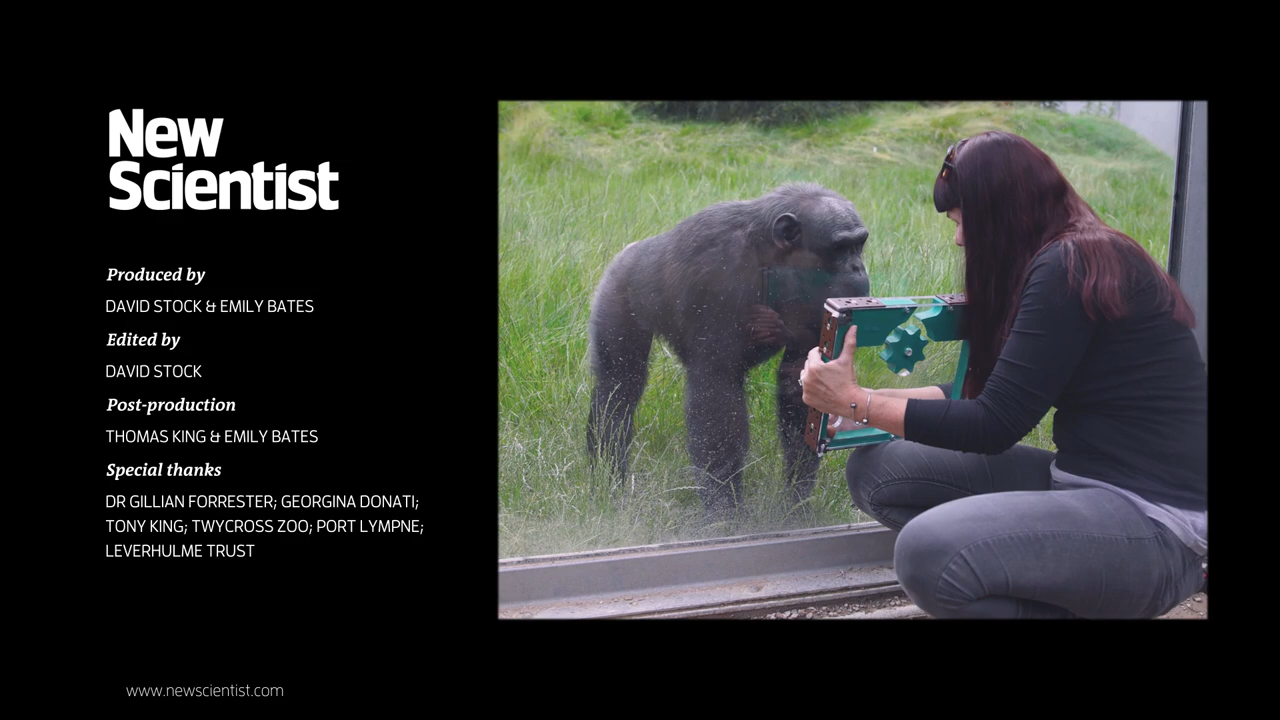 New
Scientist
Produced by
DAVID STOCK & EMILY BATES
Edited by
DAVID STOCK
Post-production
THOMAS KING & EMILY BATES
Special thanks
DR GILLIAN FORRESTER; GEORGINA DONATI;
TONY KING; TWYCROSS ZOO; PORT LYMPNE;
LEVERHULME TRUST
www.newscientist.com